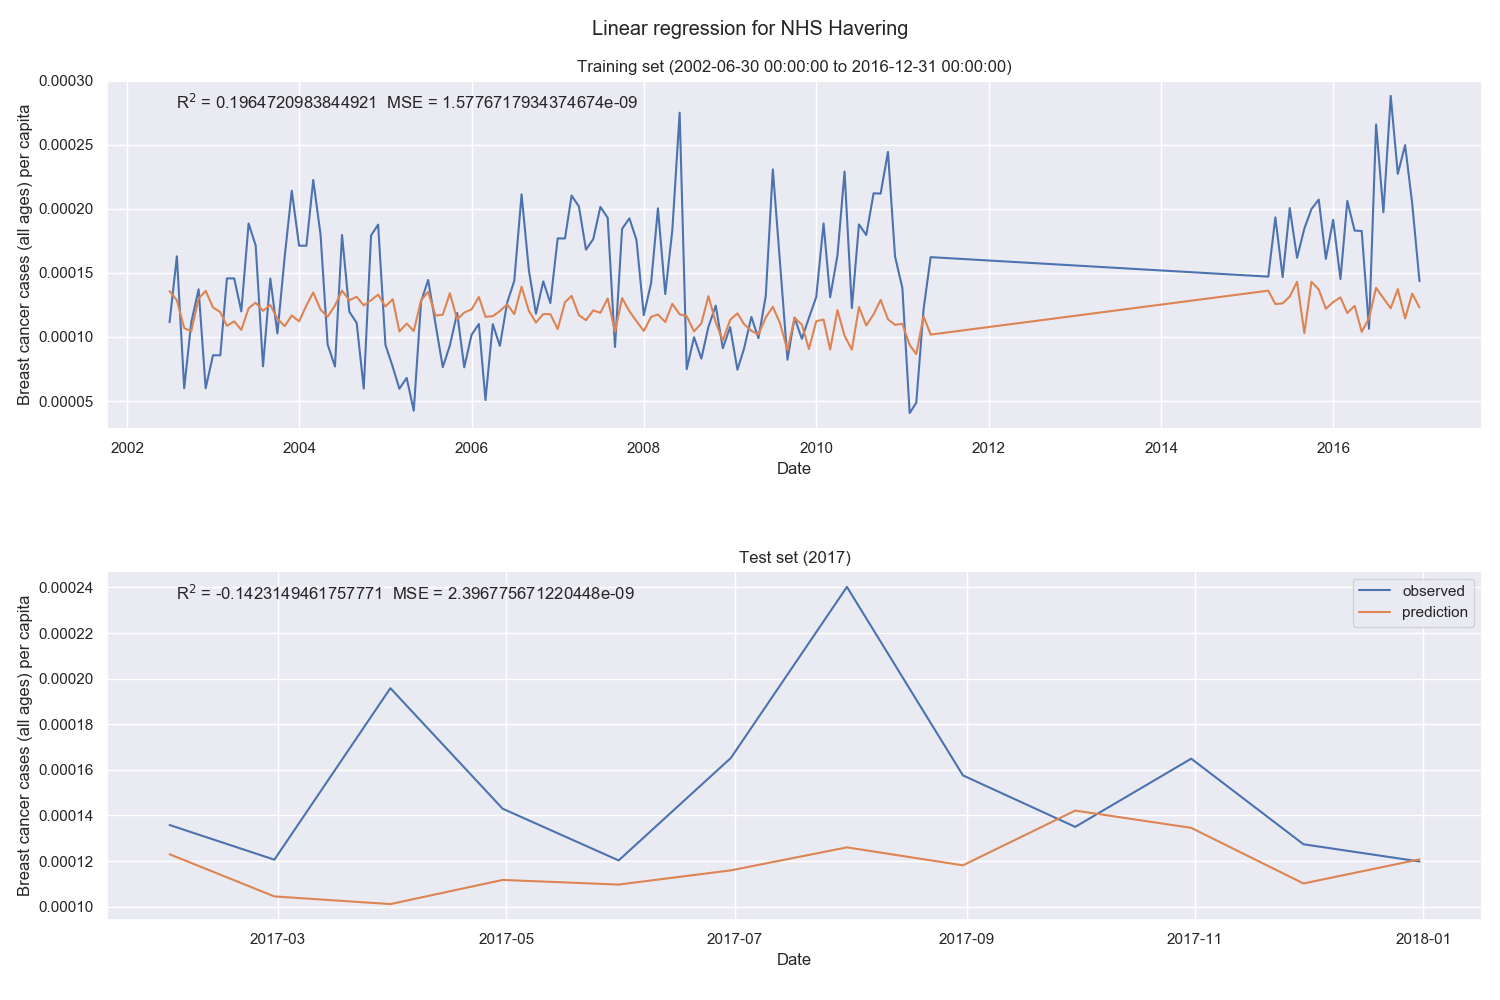 Linear regression for NHS Havering
Training set (2002-06-30 00:00:00 to 2016-12-31 00:00:00)
R² = 0.1964720983844921 MSE = 1.5776717934374674e-09
Breast cancer cases (all ages) per capita
0.00030
0.00025
0.00020
0.00015
0.00010
0.00005
2002 2004 2006 2008 2010 2012 2014 2016
Date
Test set (2017)
R² = -0.1423149461757771 MSE = 2.396775671220448e-09
observed
prediction
Breast cancer cases (all ages) per capita
0.00024
0.00022
0.00020
0.00018
0.00016
0.00014
0.00012
0.00010
2017-03 2017-05 2017-07 2017-09 2017-11 2018-01
Date